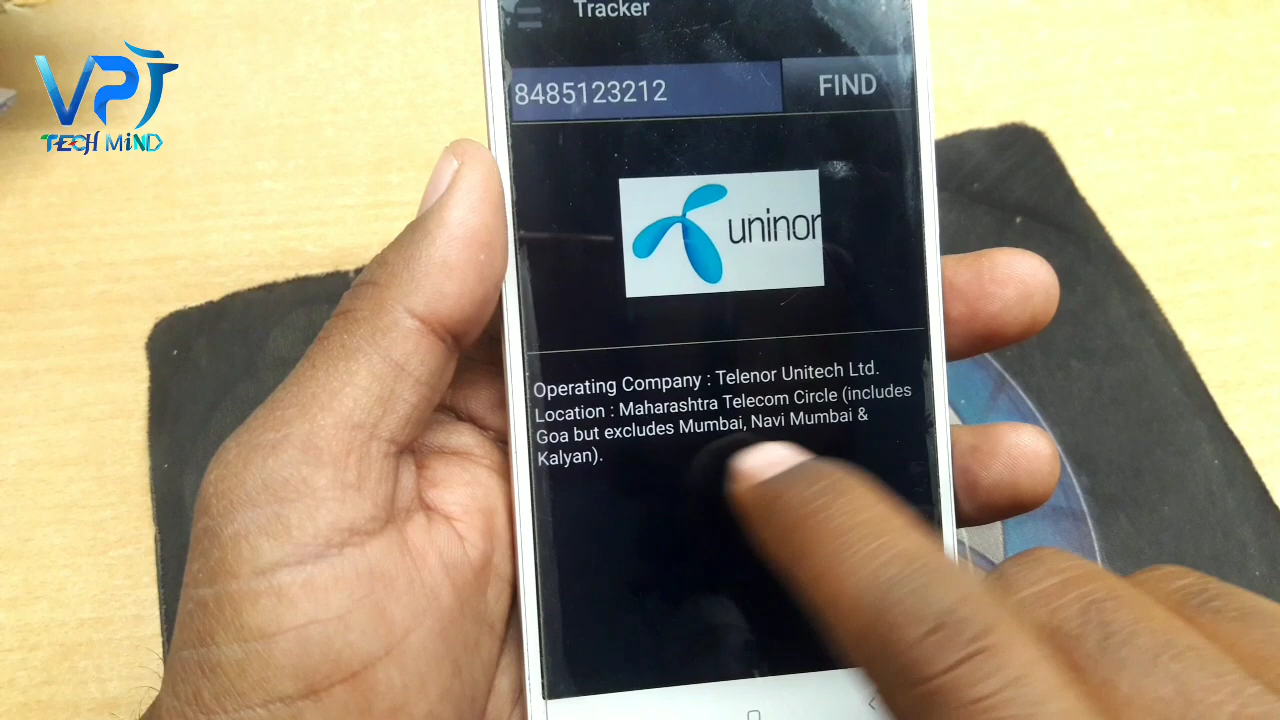 VPT
TECH MIND
Tracker
8485123212
FIND
uninor
Operating Company : Telenor Unitech Ltd.
Location : Maharashtra Telecom Circle (includes
Goa but excludes Mumbai, Navi Mumbai &
Kalyan).